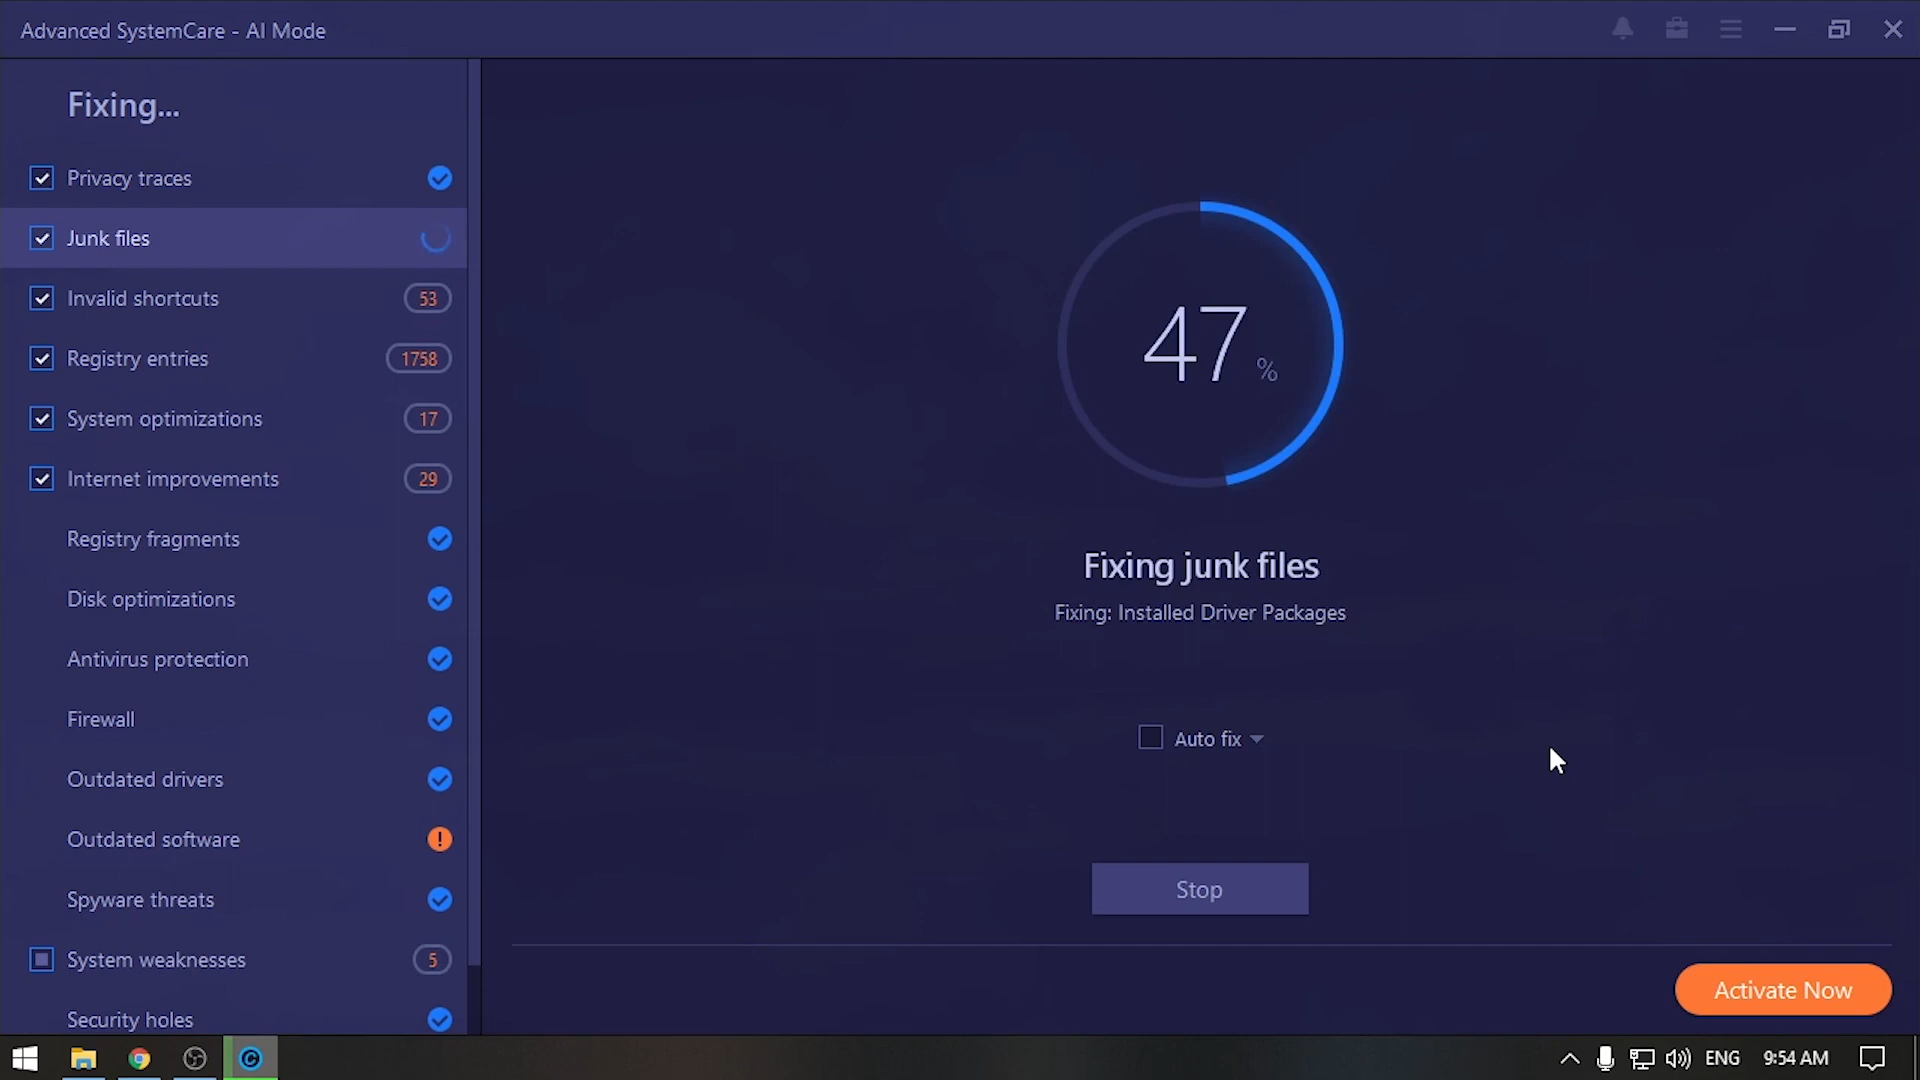 Advanced SystemCare - AI Mode
Fixing...
Privacy traces
Junk files
Invalid shortcuts 53
Registry entries 1758
System optimizations 17
Internet improvements 29
Registry fragments
Disk optimizations
Antivirus protection
Firewall
Outdated drivers
Outdated software
Spyware threats
System weaknesses 5
Security holes
47 %
Fixing junk files
Fixing: Installed Driver Packages
Auto fix
Stop
Activate Now
ENG 9:54 AM